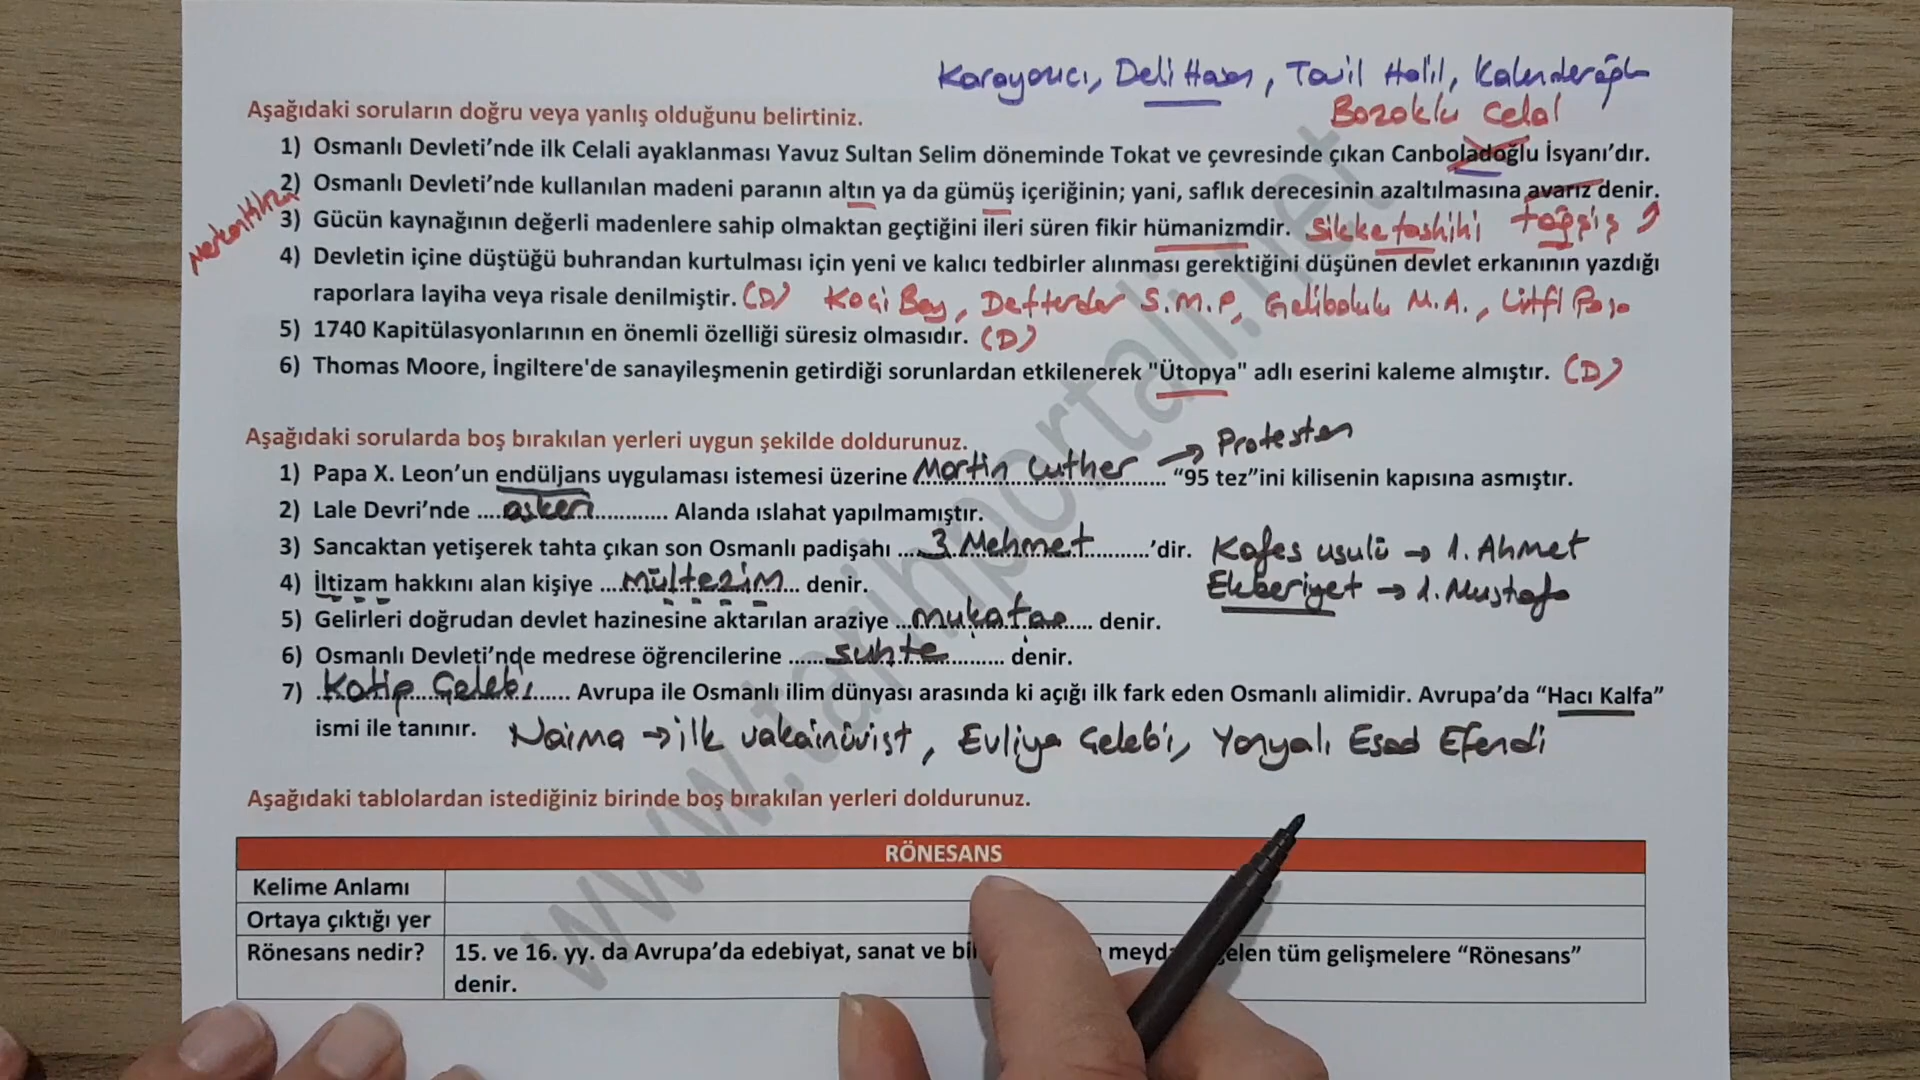 Karayazıcı, Deli Hasan, Tavil Halil, Kalenderoğlu
Aşağıdaki soruların doğru veya yanlış olduğunu belirtiniz.
Bozoklu Celal
1) Osmanlı Devleti’nde ilk Celali ayaklanması Yavuz Sultan Selim döneminde Tokat ve çevresinde çıkan Canboladoğlu İsyanı’dır.
2) Osmanlı Devleti’nde kullanılan madeni paranın altın ya da gümüş içeriğinin; yani, saflık derecesinin azaltılmasına avarız denir.
Merkantilizm
3) Gücün kaynağının değerli madenlere sahip olmaktan geçtiğini ileri süren fikir hümanizmdir. Sikke tashihi tağşiş
4) Devletin içine düştüğü buhrandan kurtulması için yeni ve kalıcı tedbirler alınması gerektiğini düşünen devlet erkanının yazdığı
raporlara layiha veya risale denilmiştir. (D) Koçi Bey, Defterdar S.M.P, Gelibolulu M.A., Lütfi Paşa
5) 1740 Kapitülasyonlarının en önemli özelliği süresiz olmasıdır. (D)
6) Thomas Moore, İngiltere'de sanayileşmenin getirdiği sorunlardan etkilenerek "Ütopya" adlı eserini kaleme almıştır. (D)
Aşağıdaki sorularda boş bırakılan yerleri uygun şekilde doldurunuz.
1) Papa X. Leon’un endüljans uygulaması istemesi üzerine Martin Luther → Protestan “95 tez”ini kilisenin kapısına asmıştır.
2) Lale Devri’nde ....askeri............. Alanda ıslahat yapılmamıştır.
3) Sancaktan yetişerek tahta çıkan son Osmanlı padişahı ...3. Mehmet.........’dir. Kafes usulü → 1. Ahmet
4) İltizam hakkını alan kişiye ....mültezim... denir. Ekberiyet → 1. Mustafa
5) Gelirleri doğrudan devlet hazinesine aktarılan araziye ...mukataa.... denir.
6) Osmanlı Devleti’nde medrese öğrencilerine ......suhte.......... denir.
7) Katip Çelebi...... Avrupa ile Osmanlı ilim dünyası arasında ki açığı ilk fark eden Osmanlı alimidir. Avrupa’da “Hacı Kalfa”
ismi ile tanınır. Naima → ilk vakainüvist, Evliya Çelebi, Yanyalı Esad Efendi
Aşağıdaki tablolardan istediğiniz birinde boş bırakılan yerleri doldurunuz.
RÖNESANS
Kelime Anlamı
Ortaya çıktığı yer
Rönesans nedir? 15. ve 16. yy. da Avrupa’da edebiyat, sanat ve bil meyd elen tüm gelişmelere “Rönesans”
denir.
www.tarihportali.net